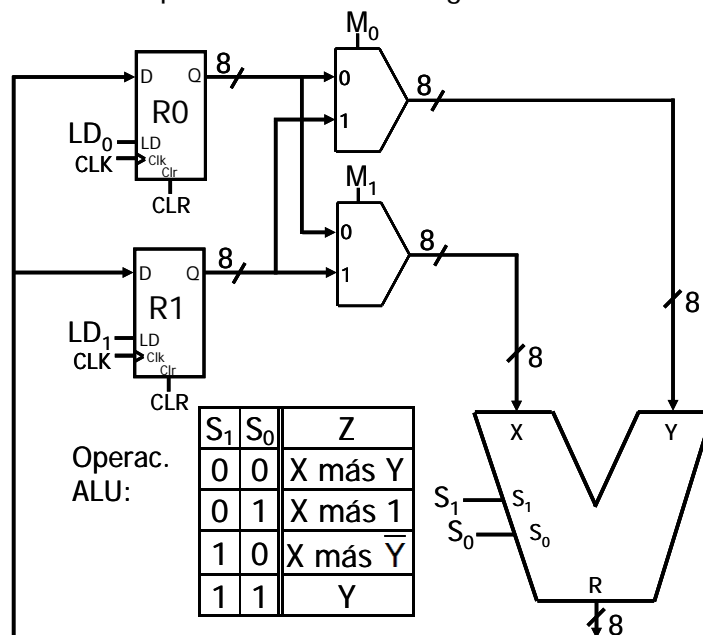 M₀
8
8
D Q
0
R0
1
LD₀ LD
CLK Clk
Clr
CLR
M₁
0
8
8
D Q
1
R1
8
LD₁ LD
CLK Clk
Clr
8
CLR
X Y
Operac.
ALU:
S₁ S₀ Z
0 0 X más Y
0 1 X más 1
1 0 X más Y̅
1 1 Y
S₁ S₁
S₀ S₀
R
8